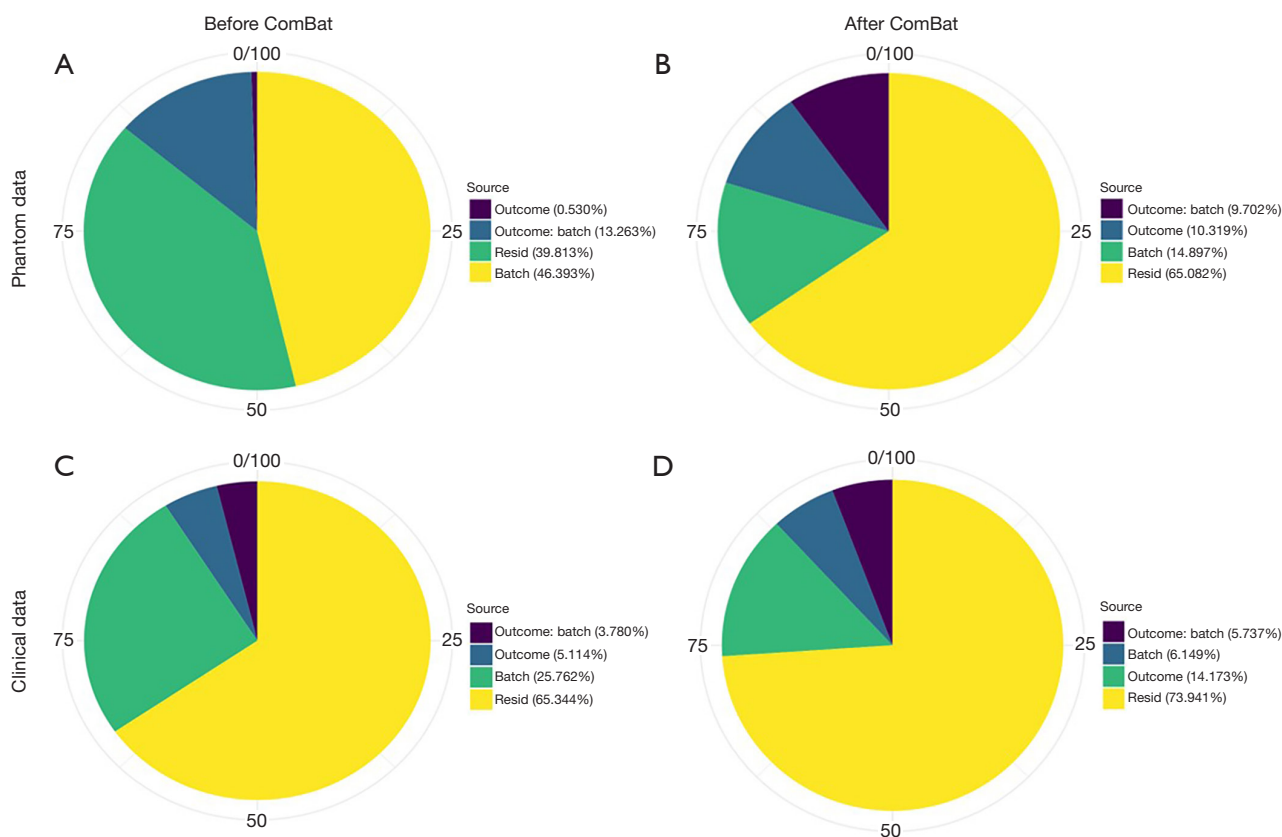 Before ComBat
After ComBat
A
0/100
25
50
75
Phantom data
Source
Outcome (0.530%)
Outcome: batch (13.263%)
Resid (39.813%)
Batch (46.393%)
B
0/100
25
50
75
Source
Outcome: batch (9.702%)
Outcome (10.319%)
Batch (14.897%)
Resid (65.082%)
C
0/100
25
50
75
Clinical data
Source
Outcome: batch (3.780%)
Outcome (5.114%)
Batch (25.762%)
Resid (65.344%)
D
0/100
25
50
75
Source
Outcome: batch (5.737%)
Batch (6.149%)
Outcome (14.173%)
Resid (73.941%)